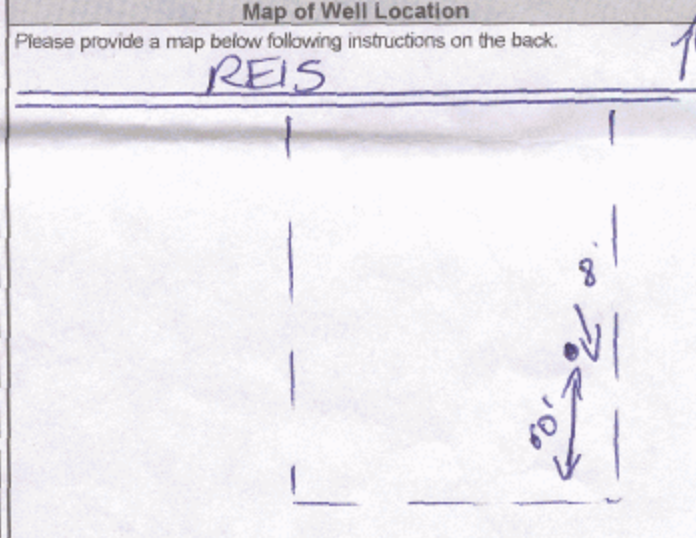 Map of Well Location
Please provide a map below following instructions on the back.
REIS
8'
60'